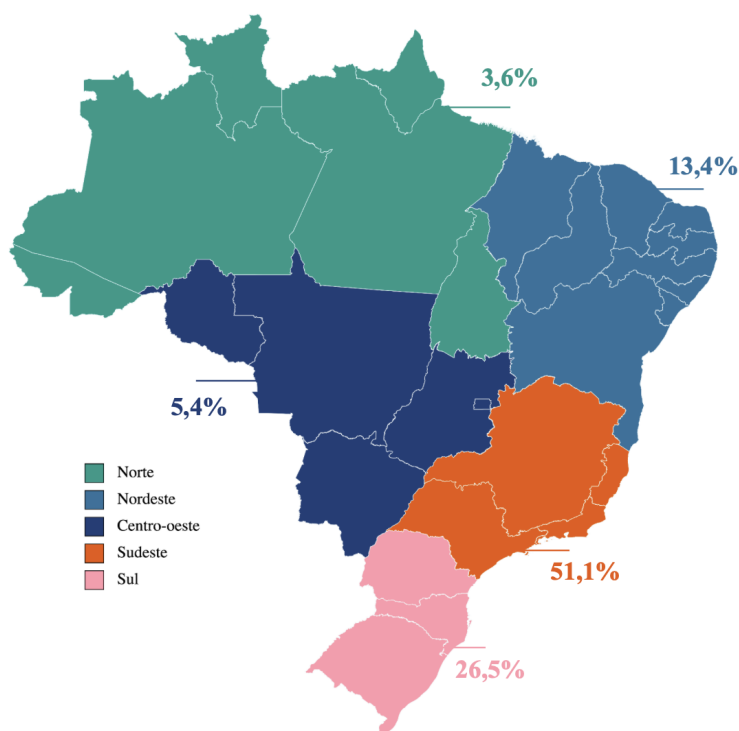 3,6%
13,4%
5,4%
Norte
Nordeste
Centro-oeste
Sudeste
Sul
51,1%
26,5%